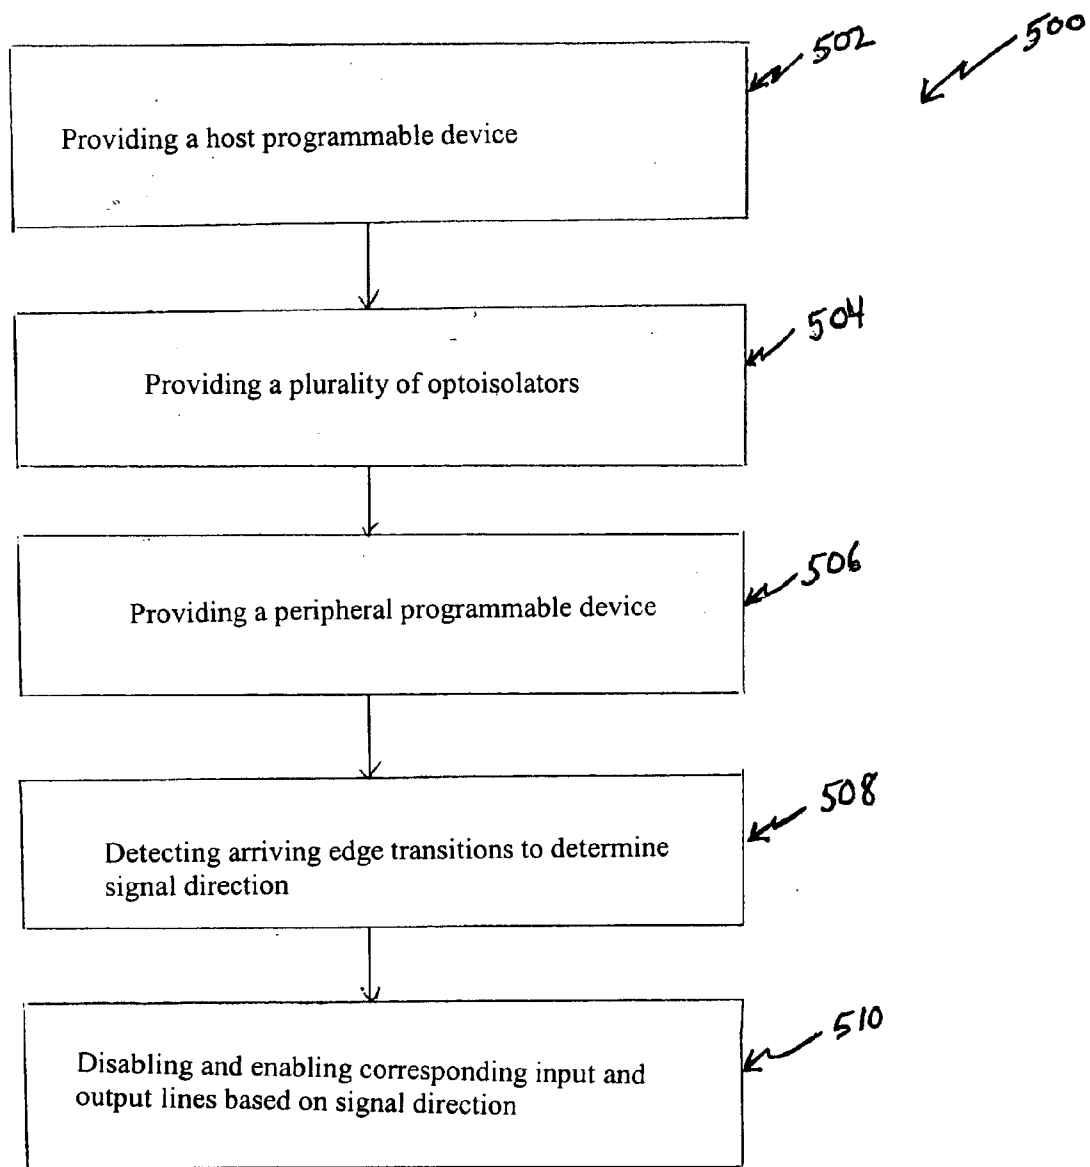 500
502
Providing a host programmable device
504
Providing a plurality of optoisolators
506
Providing a peripheral programmable device
508
Detecting arriving edge transitions to determine
signal direction
510
Disabling and enabling corresponding input and
output lines based on signal direction